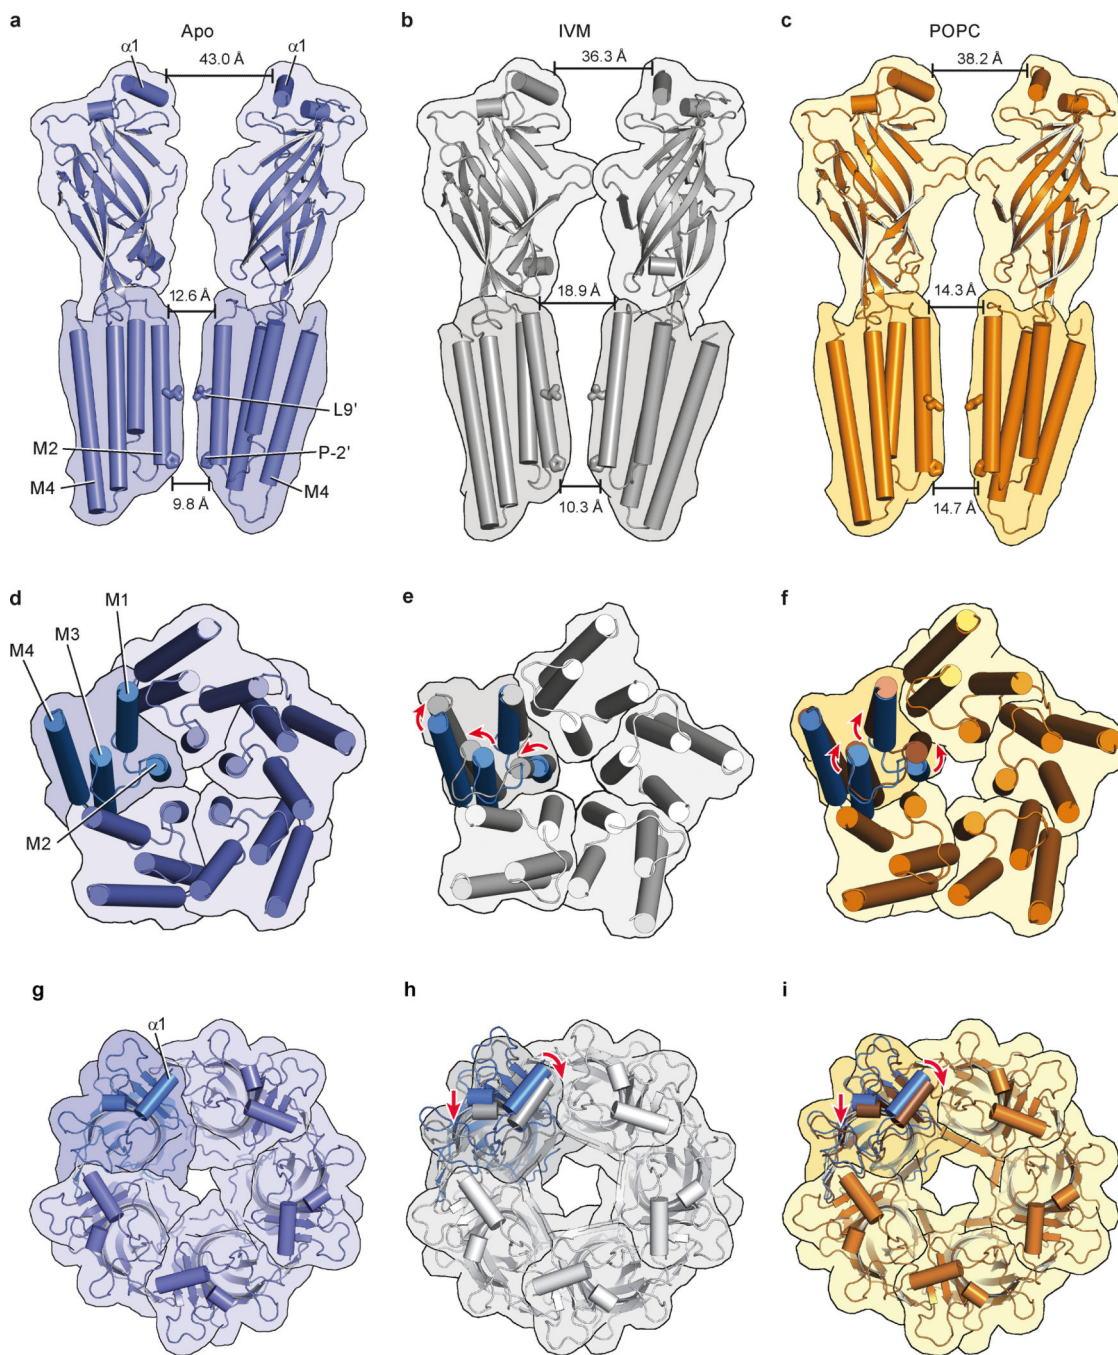 a
Apo
α1
43.0 Å
α1
12.6 Å
L9'
M2
P-2'
M4
M4
9.8 Å
b
IVM
36.3 Å
18.9 Å
10.3 Å
c
POPC
38.2 Å
14.3 Å
14.7 Å
d
M1
M3
M4
M2
e
f
g
α1
h
i